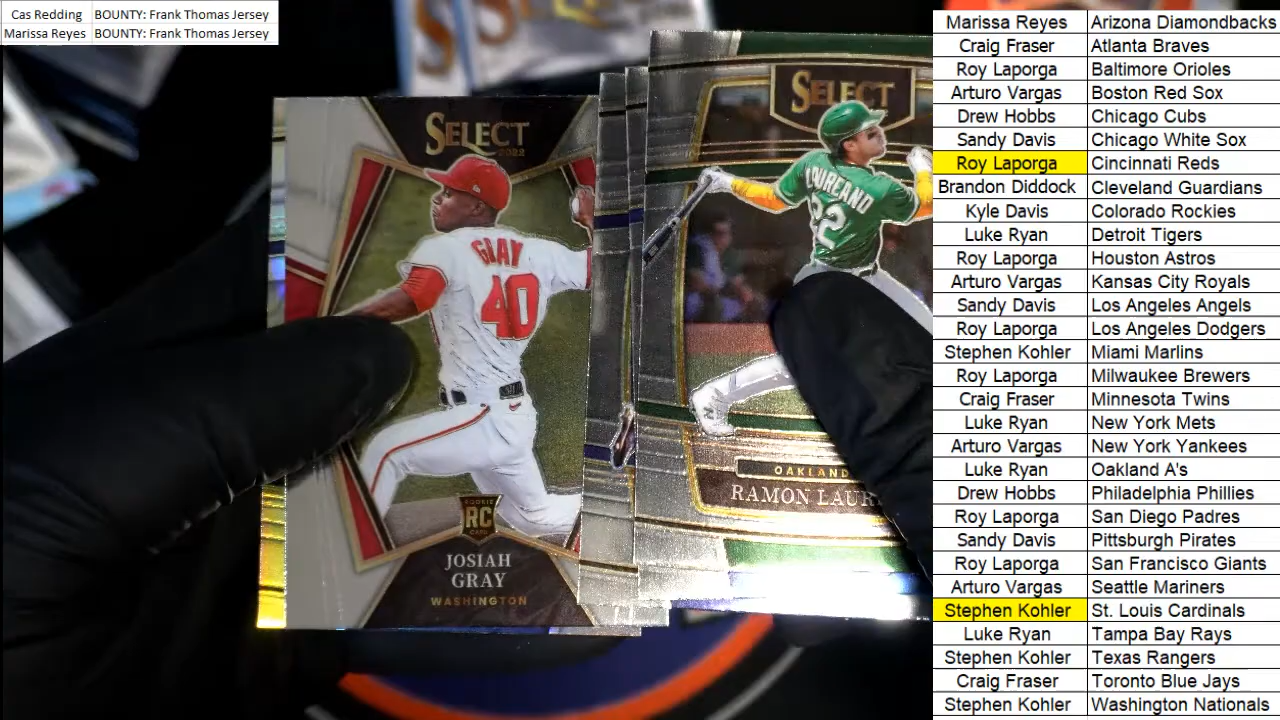 Cas Redding BOUNTY: Frank Thomas Jersey
Marissa Reyes BOUNTY: Frank Thomas Jersey
SELECT
2022
GRAY
40
ROOKIE
RC
JOSIAH
GRAY
WASHINGTON
SELECT
LAUREANO
22
OAKLAND
RAMON LAUR
Marissa Reyes Arizona Diamondbacks
Craig Fraser Atlanta Braves
Roy Laporga Baltimore Orioles
Arturo Vargas Boston Red Sox
Drew Hobbs Chicago Cubs
Sandy Davis Chicago White Sox
Roy Laporga Cincinnati Reds
Brandon Diddock Cleveland Guardians
Kyle Davis Colorado Rockies
Luke Ryan Detroit Tigers
Roy Laporga Houston Astros
Arturo Vargas Kansas City Royals
Sandy Davis Los Angeles Angels
Roy Laporga Los Angeles Dodgers
Stephen Kohler Miami Marlins
Roy Laporga Milwaukee Brewers
Craig Fraser Minnesota Twins
Luke Ryan New York Mets
Arturo Vargas New York Yankees
Luke Ryan Oakland A's
Drew Hobbs Philadelphia Phillies
Roy Laporga San Diego Padres
Sandy Davis Pittsburgh Pirates
Roy Laporga San Francisco Giants
Arturo Vargas Seattle Mariners
Stephen Kohler St. Louis Cardinals
Luke Ryan Tampa Bay Rays
Stephen Kohler Texas Rangers
Craig Fraser Toronto Blue Jays
Stephen Kohler Washington Nationals